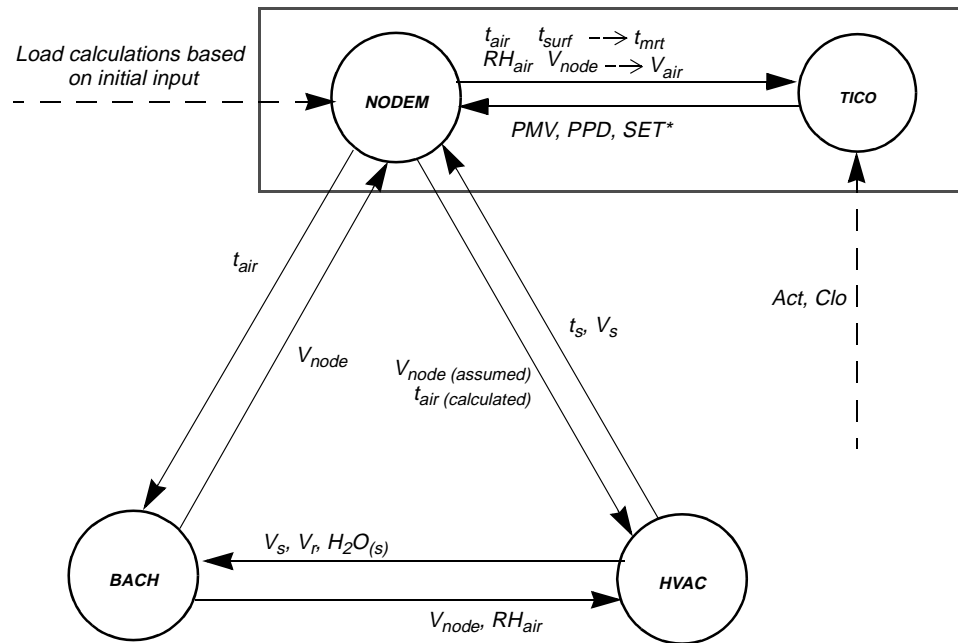 Load calculations based
on initial input
t_air t_surf --> t_mrt
RH_air V_node --> V_air
NODEM
TICO
PMV, PPD, SET*
t_air
V_node
Act, Clo
t_s, V_s
V_node (assumed)
t_air (calculated)
V_s, V_r, H_2O_(s)
BACH
HVAC
V_node, RH_air